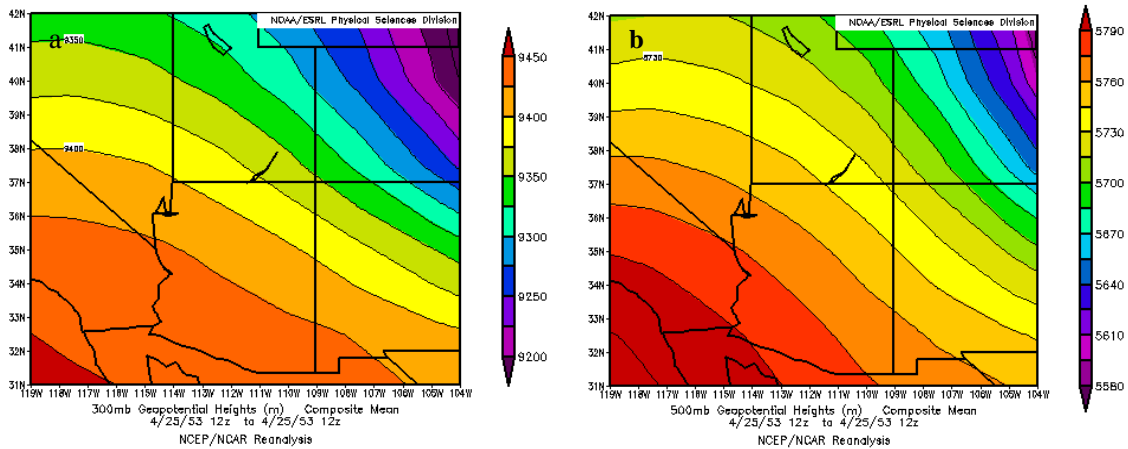 NOAA/ESRL Physical Sciences Division
a
9350
9400
42N
41N
40N
39N
38N
37N
36N
35N
34N
33N
32N
31N
119W 118W 117W 116W 115W 114W 113W 112W 111W 110W 109W 108W 107W 106W 105W 104W
9450
9400
9350
9300
9250
9200
300mb Geopotential Heights (m) Composite Mean
4/25/53 12z to 4/25/53 12z
NCEP/NCAR Reanalysis
NOAA/ESRL Physical Sciences Division
b
5730
42N
41N
40N
39N
38N
37N
36N
35N
34N
33N
32N
31N
119W 118W 117W 116W 115W 114W 113W 112W 111W 110W 109W 108W 107W 106W 105W 104W
5790
5760
5730
5700
5670
5640
5610
5580
500mb Geopotential Heights (m) Composite Mean
4/25/53 12z to 4/25/53 12z
NCEP/NCAR Reanalysis